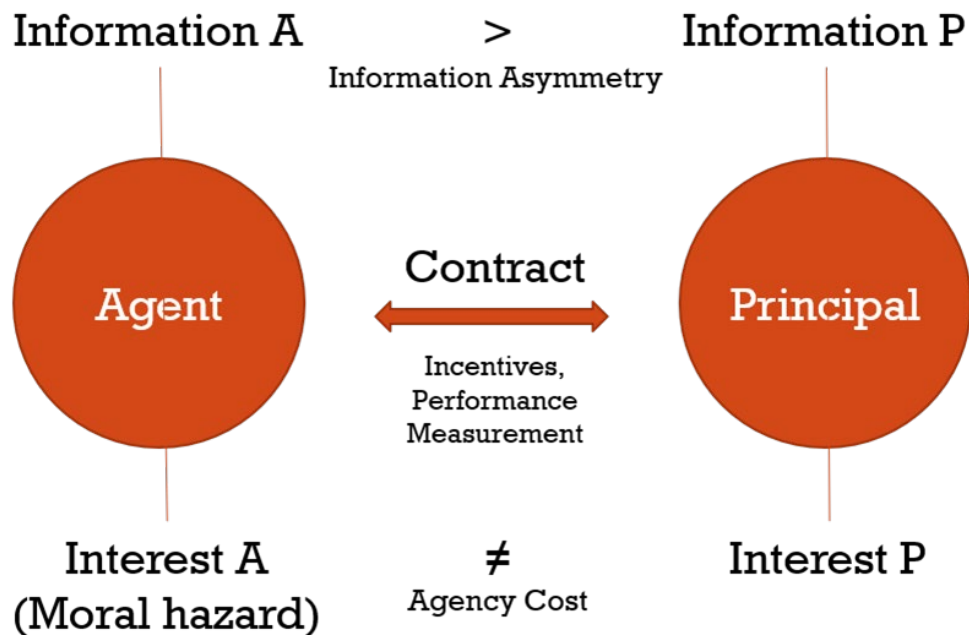 Information A
>
Information P
Information Asymmetry
Agent
Contract
Principal
Incentives,
Performance
Measurement
Interest A
(Moral hazard)
≠
Agency Cost
Interest P